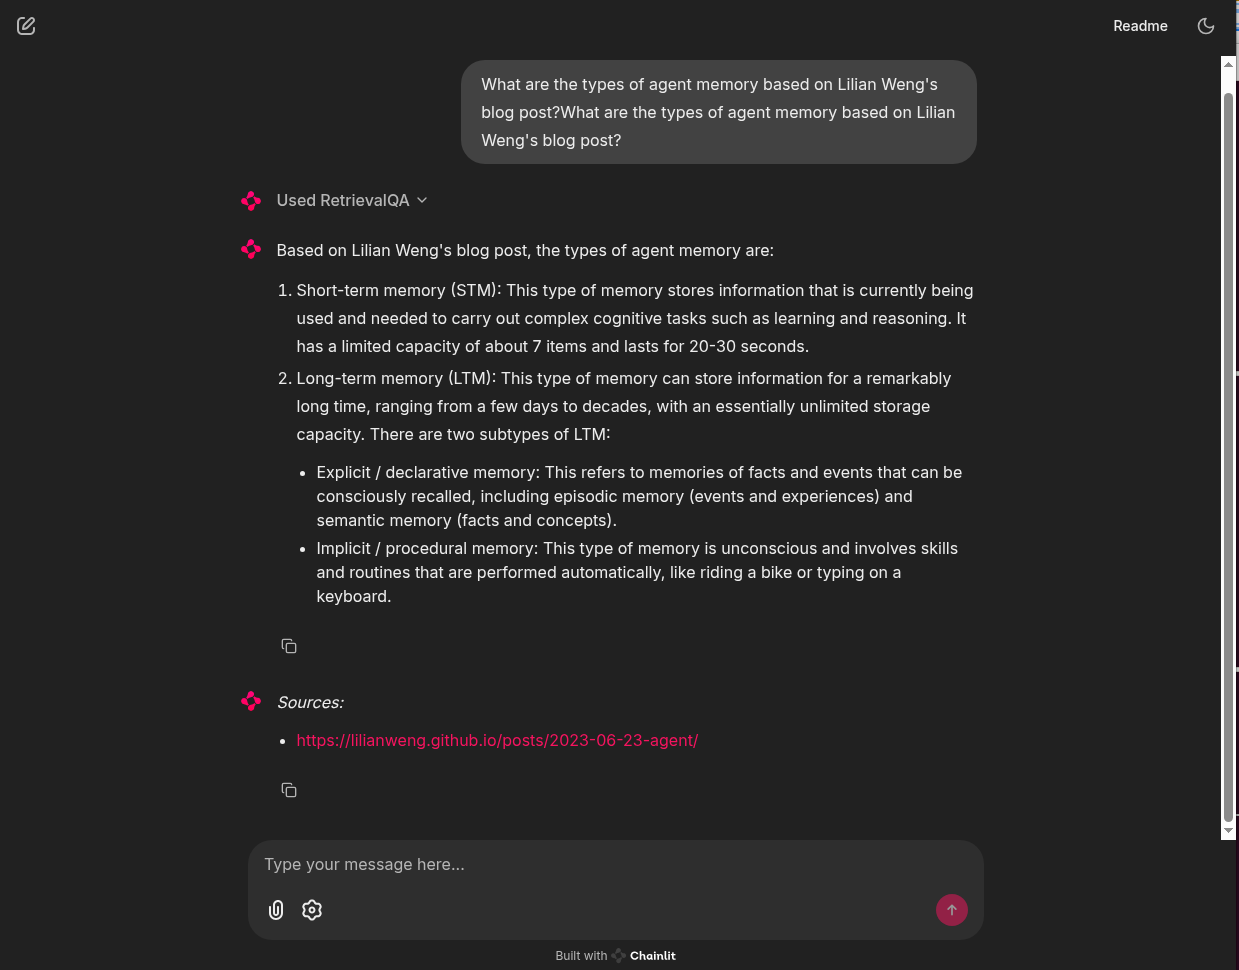 Readme
What are the types of agent memory based on Lilian Weng's
blog post?What are the types of agent memory based on Lilian
Weng's blog post?
Used RetrievalQA
Based on Lilian Weng's blog post, the types of agent memory are:
1. Short-term memory (STM): This type of memory stores information that is currently being
used and needed to carry out complex cognitive tasks such as learning and reasoning. It
has a limited capacity of about 7 items and lasts for 20-30 seconds.
2. Long-term memory (LTM): This type of memory can store information for a remarkably
long time, ranging from a few days to decades, with an essentially unlimited storage
capacity. There are two subtypes of LTM:
• Explicit / declarative memory: This refers to memories of facts and events that can be
consciously recalled, including episodic memory (events and experiences) and
semantic memory (facts and concepts).
• Implicit / procedural memory: This type of memory is unconscious and involves skills
and routines that are performed automatically, like riding a bike or typing on a
keyboard.
Sources:
• https://lilianweng.github.io/posts/2023-06-23-agent/
Type your message here...
Built with Chainlit